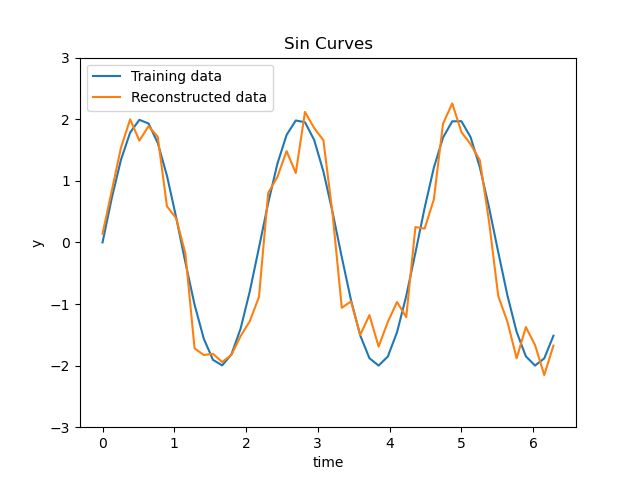 Sin Curves
Training data
Reconstructed data
3
2
1
0
−1
−2
−3
y
0 1 2 3 4 5 6
time